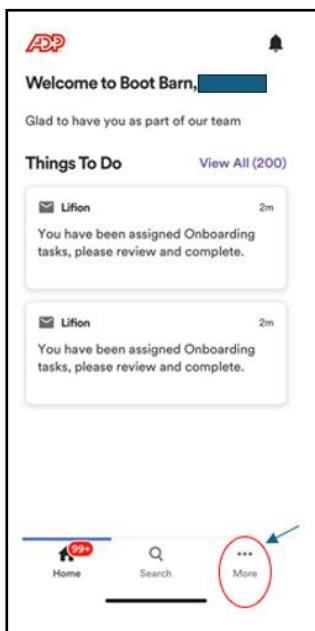 ADP
Welcome to Boot Barn,
Glad to have you as part of our team
Things To Do View All (200)
Lifion 2m
You have been assigned Onboarding
tasks, please review and complete.
Lifion 2m
You have been assigned Onboarding
tasks, please review and complete.
99+
Home Search More